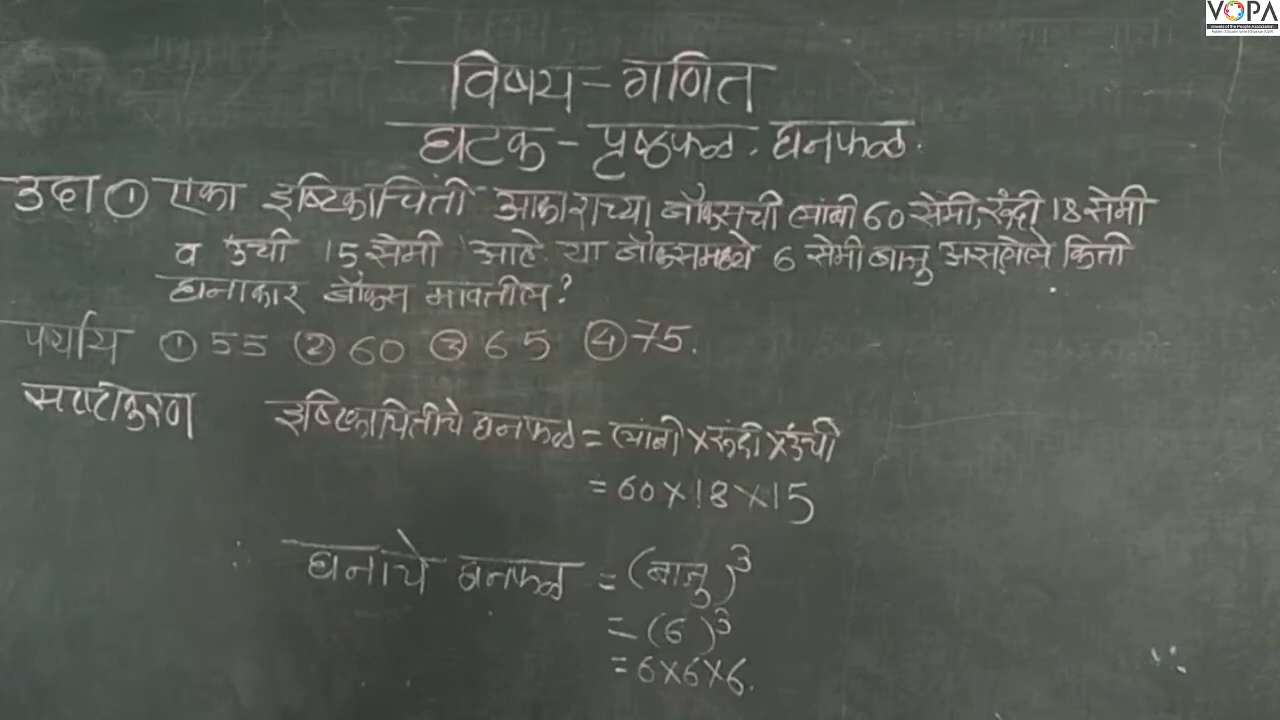 VOPA
विषय - गणित
घटक - पृष्ठफळ, घनफळ.
उदा ① एका इष्टिकाचिती आकाराच्या बॉक्सची लांबी 60 सेमी, रुंदी 18 सेमी
व उंची 15 सेमी आहे या बॉक्समध्ये 6 सेमी बाजू असलेले किती
घनाकार बॉक्स मावतील?
पर्याय ① 55 ② 60 ③ 65 ④ 75.
स्पष्टीकरण
इष्टिकाचितीचे घनफळ = लांबी × रुंदी × उंची
= 60 × 18 × 15
घनाचे घनफळ = (बाजू)³
= (6)³
= 6×6×6.